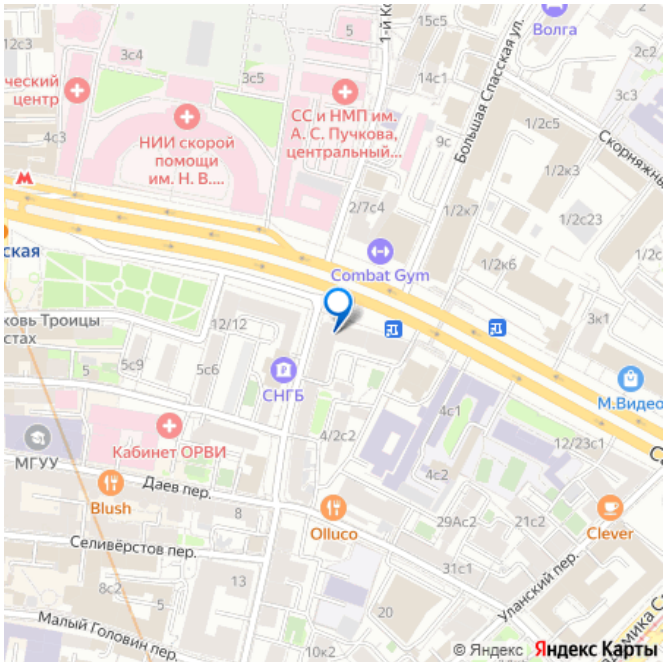 12с3
3с4
3с5
5
1-й Ко
15с5
Волга
2с2
14с1
Большая Спасская ул.
3с3
ческий
центр
4с3
НИИ скорой
помощи
им. Н. В....
СС и НМП им.
А. С. Пучкова,
центральный...
9с
1/2с5
Скорняжны
1/2к3
2/7с4
1/2к7
1/2с23
ская
Combat Gym
1/2к6
3к1
ковь Троицы
стах
12/12
5с9
5с6
СНГБ
М.Видео
4с1
Кабинет ОРВИ
4/2с2
12/23с1
МГУУ
4с2
Са
Даев пер.
Blush
8
Olluco
29Ас2
21с2
Clever
Селивёрстов пер.
31с1
Уланский пер.
13
8с2
20
Малый Головин пер.
10к2
адемика С
© Яндекс Яндекс Карты